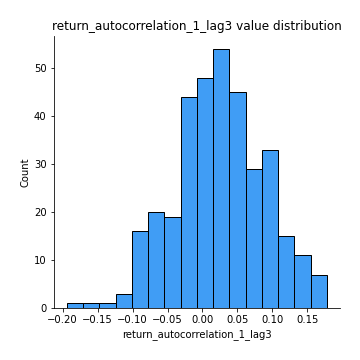 return_autocorrelation_1_lag3 value distribution
50
40
30
20
10
0
Count
−0.20 −0.15 −0.10 −0.05 0.00 0.05 0.10 0.15
return_autocorrelation_1_lag3